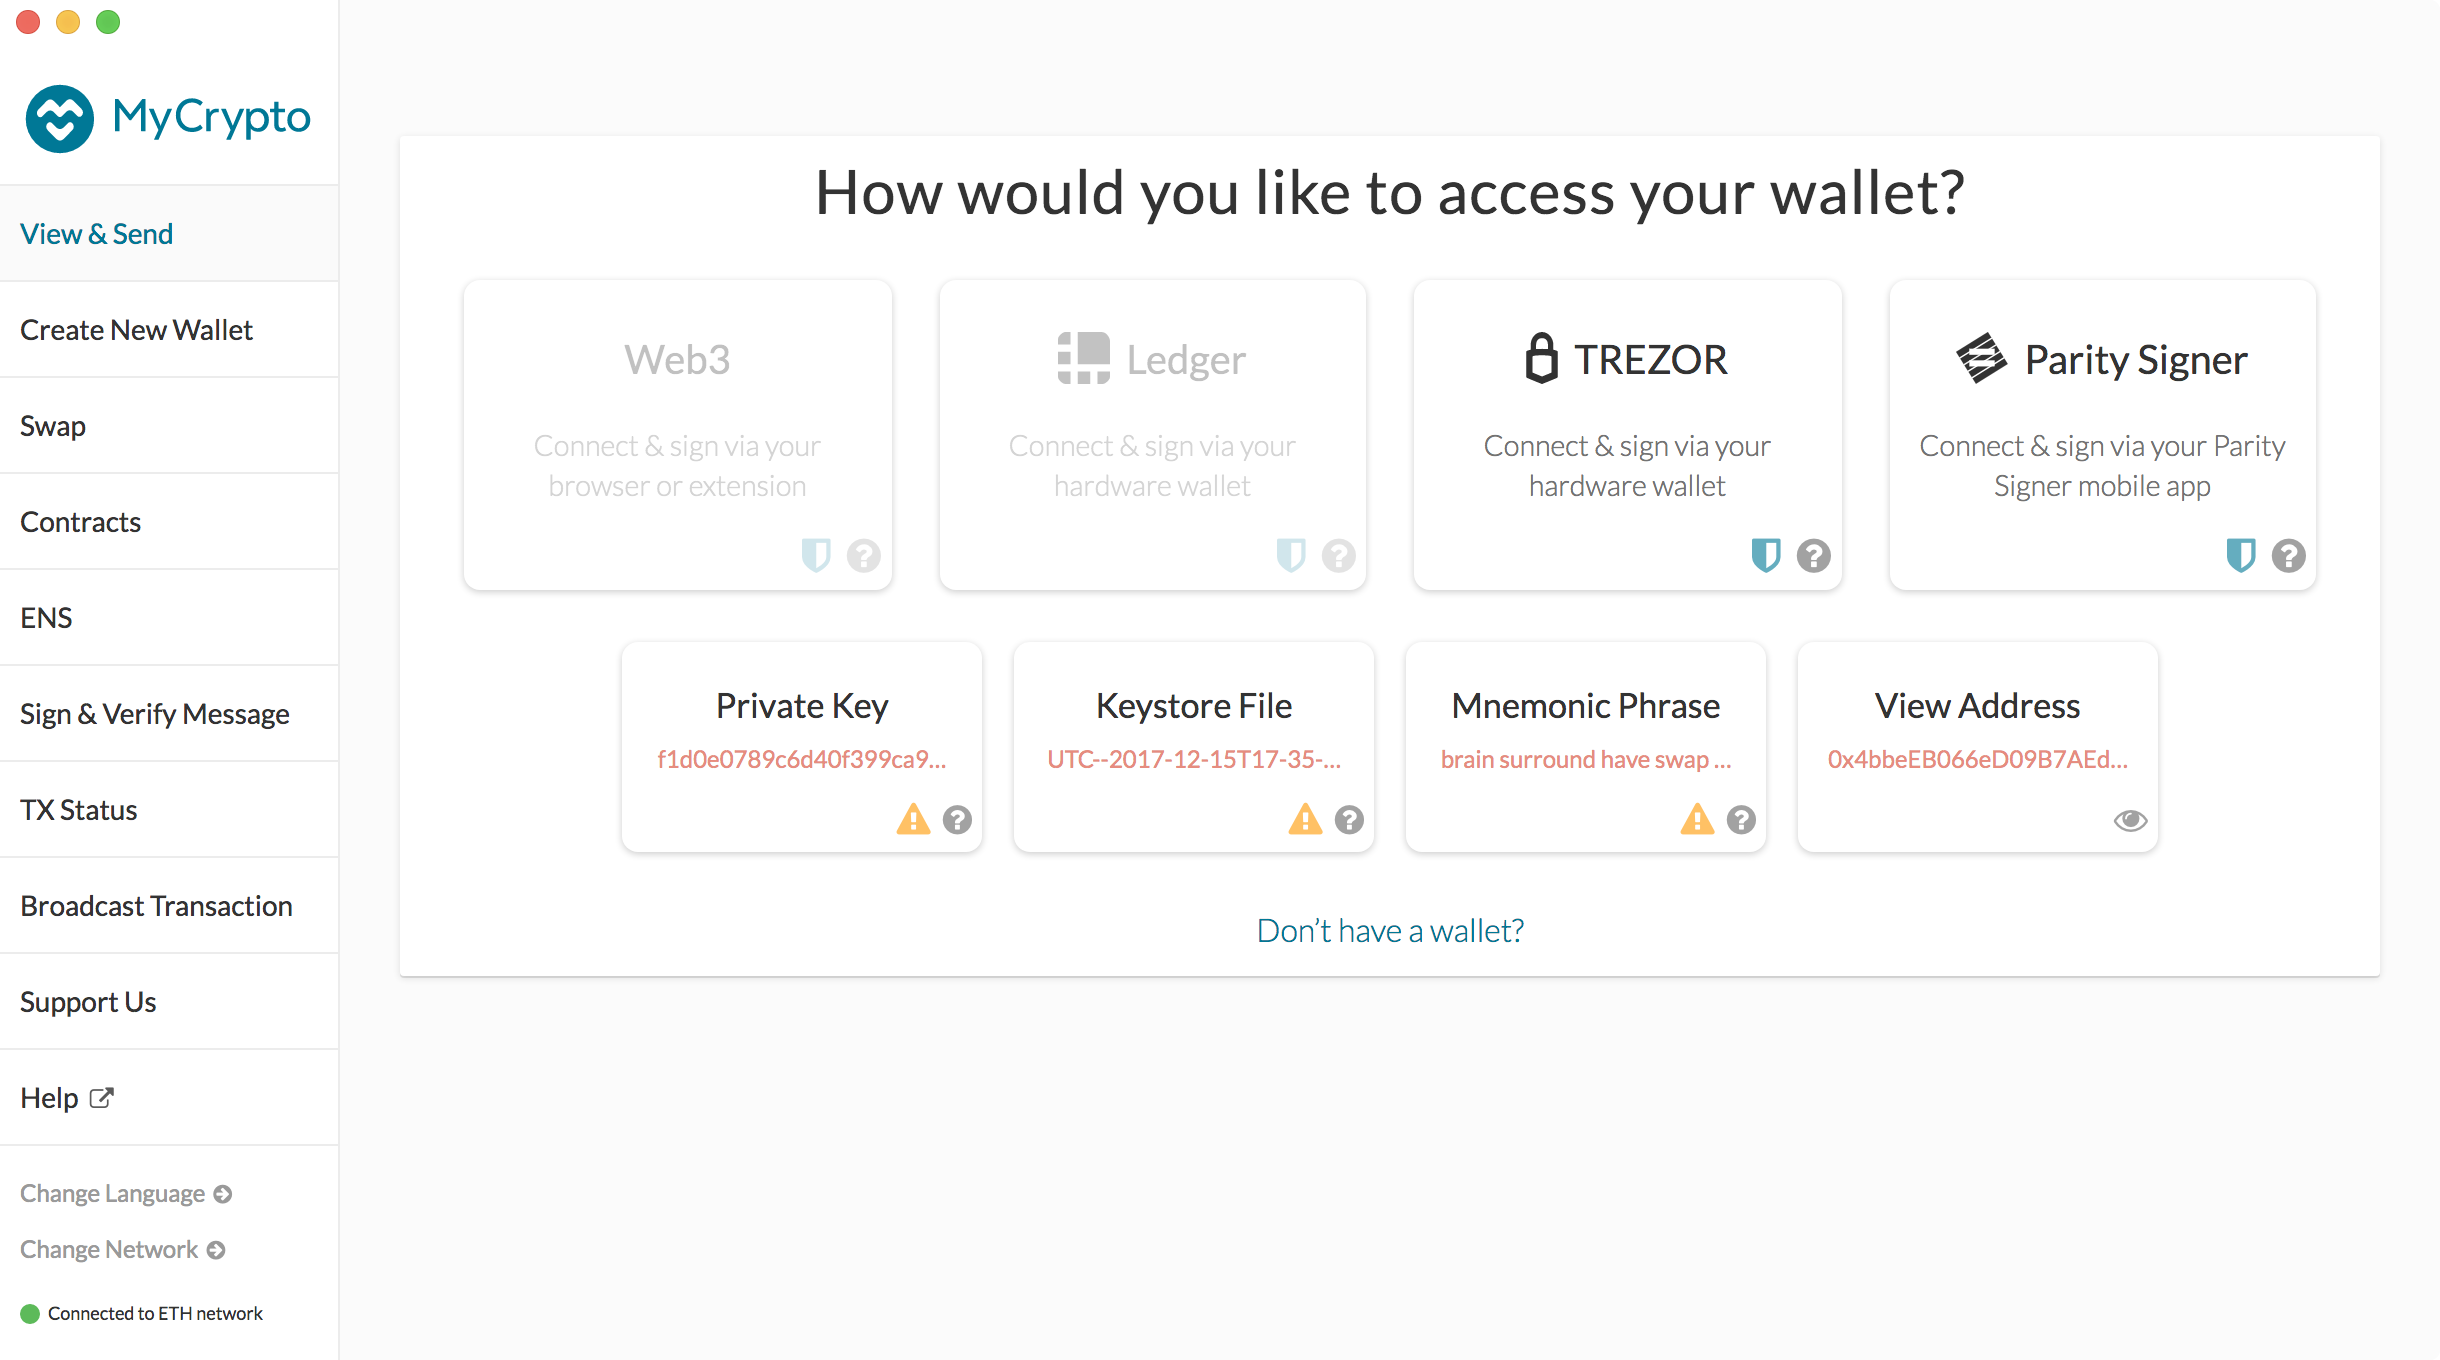 MyCrypto
View & Send
Create New Wallet
Swap
Contracts
ENS
Sign & Verify Message
TX Status
Broadcast Transaction
Support Us
Help
Change Language
Change Network
Connected to ETH network
How would you like to access your wallet?
Web3
Connect & sign via your
browser or extension
Ledger
Connect & sign via your
hardware wallet
TREZOR
Connect & sign via your
hardware wallet
Parity Signer
Connect & sign via your Parity
Signer mobile app
Private Key
f1d0e0789c6d40f399ca9...
Keystore File
UTC--2017-12-15T17-35-...
Mnemonic Phrase
brain surround have swap ...
View Address
0x4bbeEB066eD09B7AEd...
Don't have a wallet?